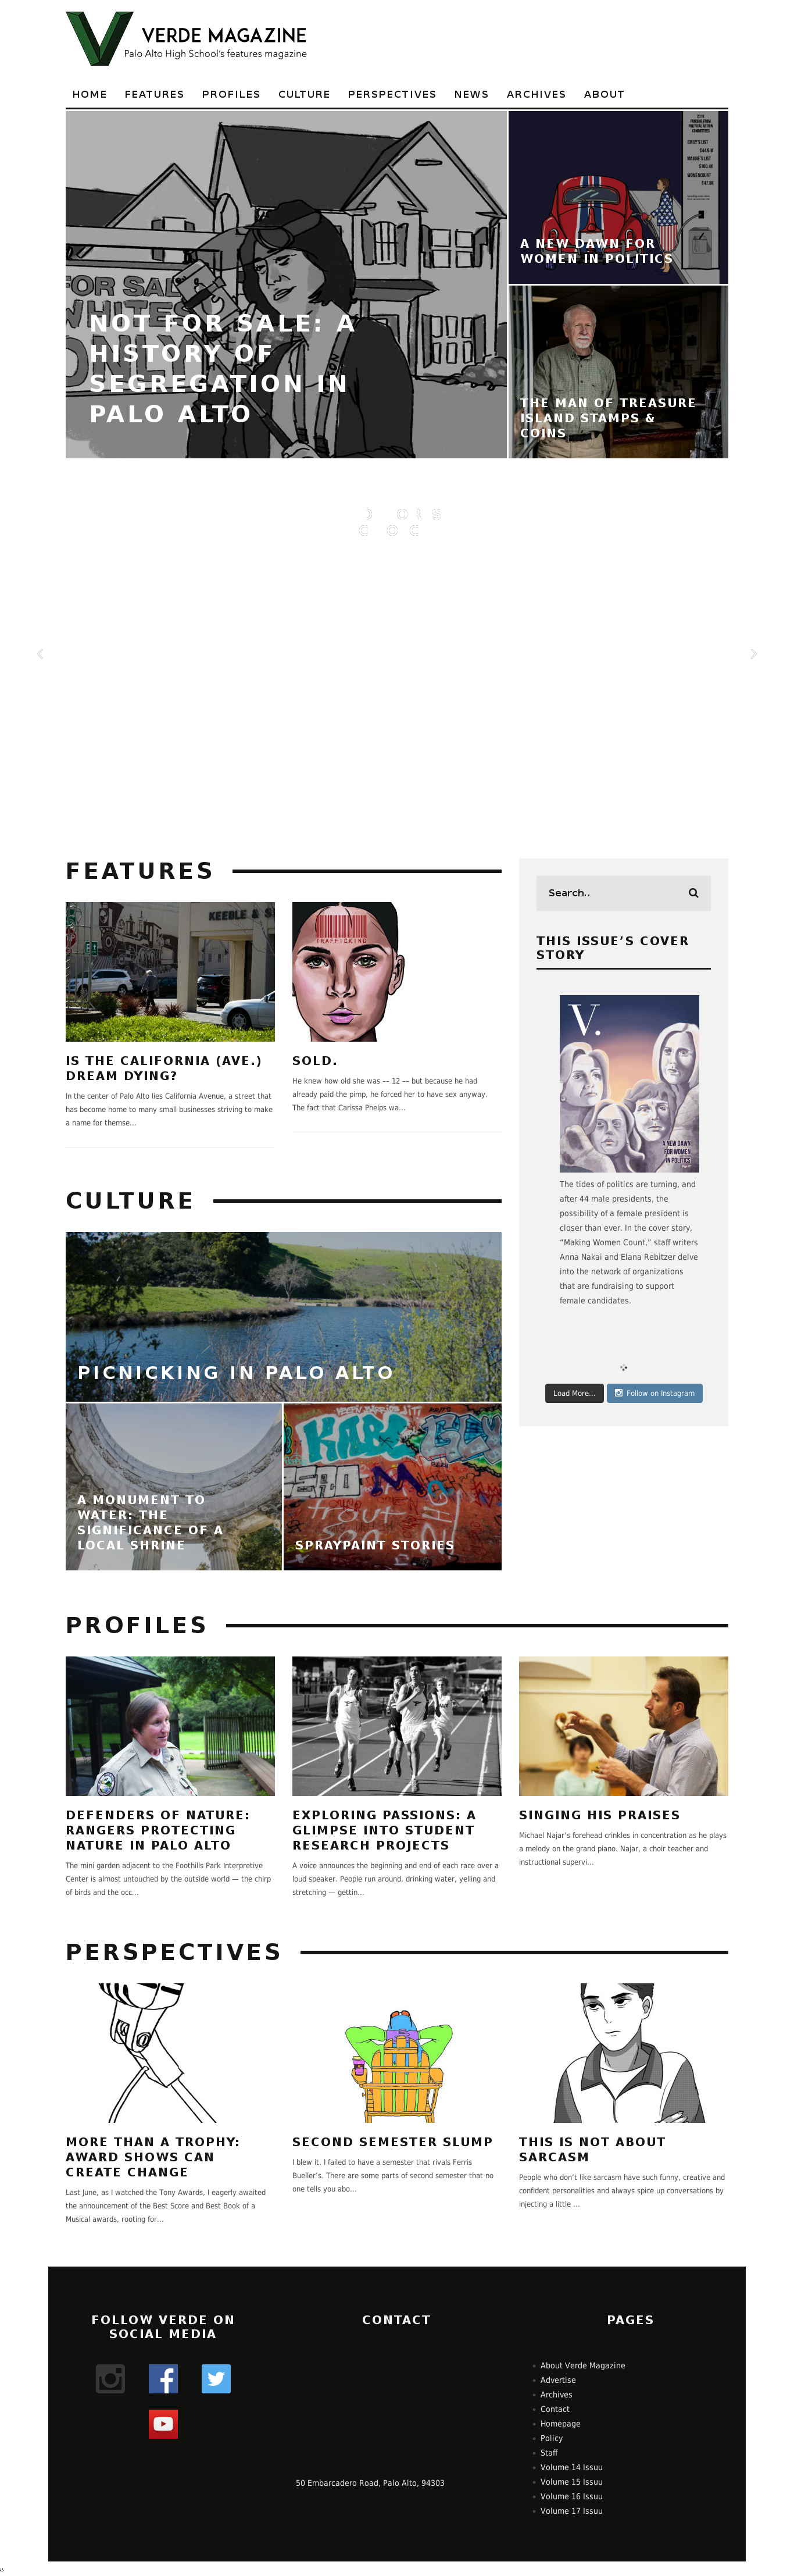 VERDE MAGAZINE
Palo Alto High School's features magazine
HOME FEATURES PROFILES CULTURE PERSPECTIVES NEWS ARCHIVES ABOUT
NOT FOR SALE: A
HISTORY OF
SEGREGATION IN
PALO ALTO
A NEW DAWN FOR
WOMEN IN POLITICS
THE MAN OF TREASURE
ISLAND STAMPS &
COINS
FEATURES
KEEBLE & S
IS THE CALIFORNIA (AVE.)
DREAM DYING?
In the center of Palo Alto lies California Avenue, a street that
has become home to many small businesses striving to make
a name for themse...
TRAFFICKING
SOLD.
He knew how old she was -- 12 -- but because he had
already paid the pimp, he forced her to have sex anyway.
The fact that Carissa Phelps wa...
Search..
THIS ISSUE'S COVER
STORY
V.
A NEW DAWN
FOR WOMEN
IN POLITICS
The tides of politics are turning, and
after 44 male presidents, the
possibility of a female president is
closer than ever. In the cover story,
“Making Women Count,” staff writers
Anna Nakai and Elana Rebitzer delve
into the network of organizations
that are fundraising to support
female candidates.
Load More...
Follow on Instagram
CULTURE
PICNICKING IN PALO ALTO
A MONUMENT TO
WATER: THE
SIGNIFICANCE OF A
LOCAL SHRINE
SPRAYPAINT STORIES
PROFILES
DEFENDERS OF NATURE:
RANGERS PROTECTING
NATURE IN PALO ALTO
The mini garden adjacent to the Foothills Park Interpretive
Center is almost untouched by the outside world — the chirp
of birds and the occ...
EXPLORING PASSIONS: A
GLIMPSE INTO STUDENT
RESEARCH PROJECTS
A voice announces the beginning and end of each race over a
loud speaker. People run around, drinking water, yelling and
stretching — gettin...
SINGING HIS PRAISES
Michael Najar's forehead crinkles in concentration as he plays
a melody on the grand piano. Najar, a choir teacher and
instructional supervi...
PERSPECTIVES
MORE THAN A TROPHY:
AWARD SHOWS CAN
CREATE CHANGE
Last June, as I watched the Tony Awards, I eagerly awaited
the announcement of the Best Score and Best Book of a
Musical awards, rooting for...
SECOND SEMESTER SLUMP
I blew it. I failed to have a semester that rivals Ferris
Bueller's. There are some parts of second semester that no
one tells you abo...
THIS IS NOT ABOUT
SARCASM
People who don't like sarcasm have such funny, creative and
confident personalities and always spice up conversations by
injecting a little ...
FOLLOW VERDE ON
SOCIAL MEDIA
CONTACT
50 Embarcadero Road, Palo Alto, 94303
PAGES
About Verde Magazine
Advertise
Archives
Contact
Homepage
Policy
Staff
Volume 14 Issuu
Volume 15 Issuu
Volume 16 Issuu
Volume 17 Issuu